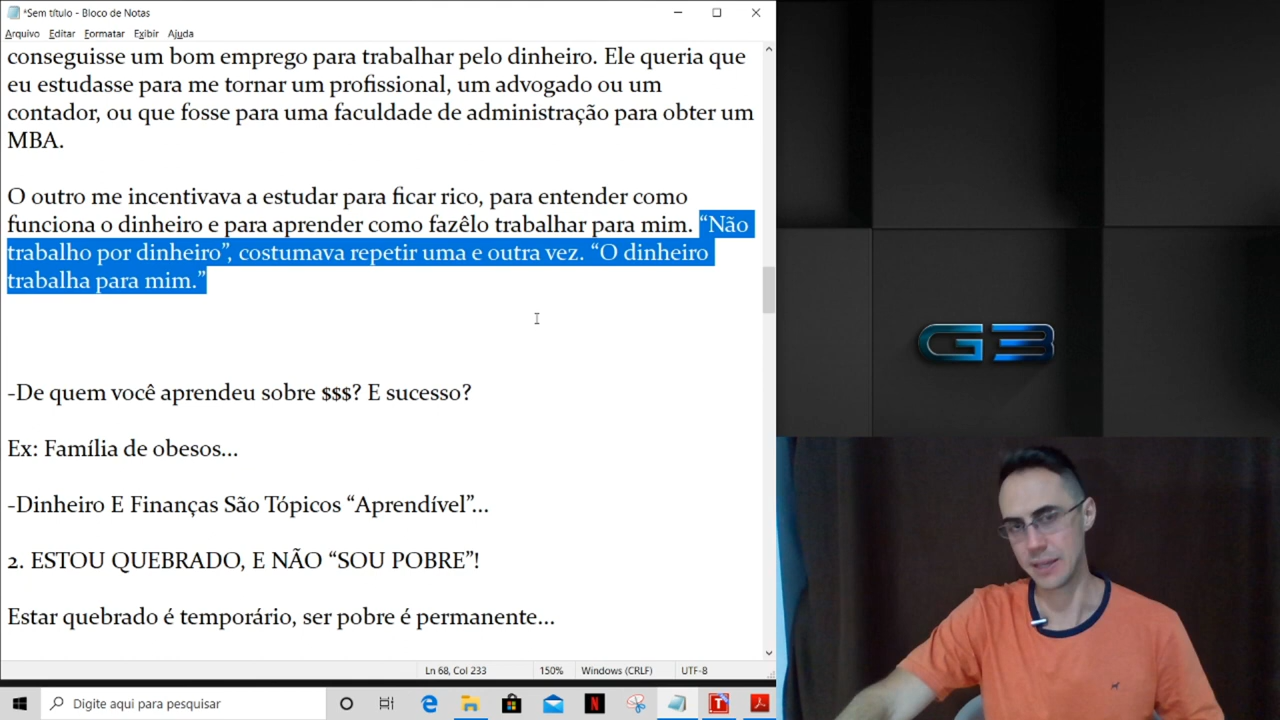 *Sem título - Bloco de Notas
Arquivo Editar Formatar Exibir Ajuda
conseguisse um bom emprego para trabalhar pelo dinheiro. Ele queria que
eu estudasse para me tornar um profissional, um advogado ou um
contador, ou que fosse para uma faculdade de administração para obter um
MBA.
O outro me incentivava a estudar para ficar rico, para entender como
funciona o dinheiro e para aprender como fazêlo trabalhar para mim. “Não
trabalho por dinheiro”, costumava repetir uma e outra vez. “O dinheiro
trabalha para mim.”
-De quem você aprendeu sobre $$$? E sucesso?
Ex: Família de obesos...
-Dinheiro E Finanças São Tópicos “Aprendível”...
2. ESTOU QUEBRADO, E NÃO “SOU POBRE”!
Estar quebrado é temporário, ser pobre é permanente...
Ln 68, Col 233 150% Windows (CRLF) UTF-8
Digite aqui para pesquisar
G3